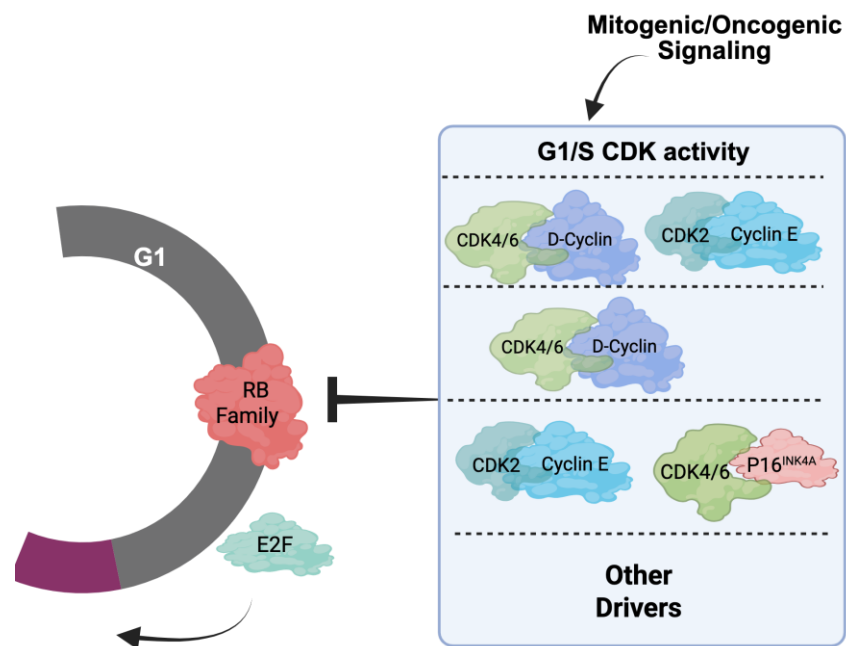 Mitogenic/Oncogenic
Signaling
G1/S CDK activity
CDK4/6 D-Cyclin CDK2 Cyclin E
G1
CDK4/6 D-Cyclin
RB
Family
CDK2 Cyclin E CDK4/6 P16INK4A
E2F
Other
Drivers